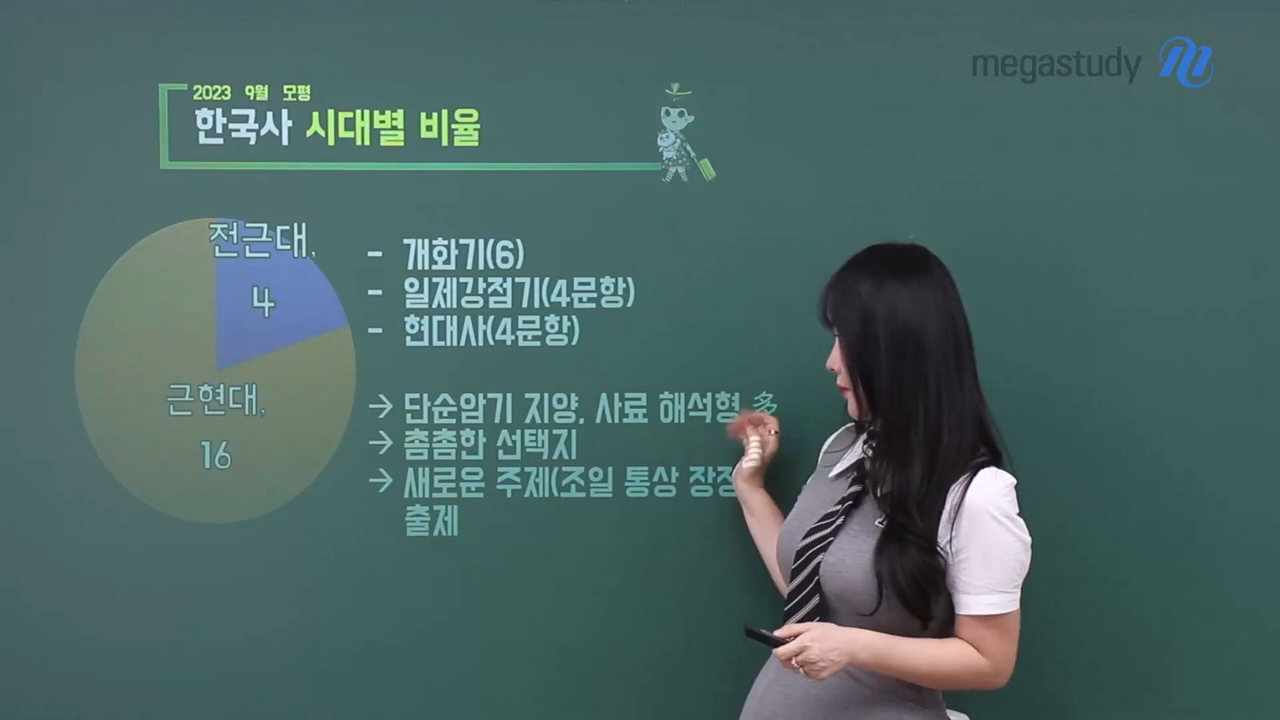 megastudy
2023 9월 모평
한국사 시대별 비율
전근대,
4
근현대,
16
- 개화기(6)
- 일제강점기(4문항)
- 현대사(4문항)
→ 단순암기 지양, 사료 해석형 多
→ 촘촘한 선택지
→ 새로운 주제(조일 통상
출제